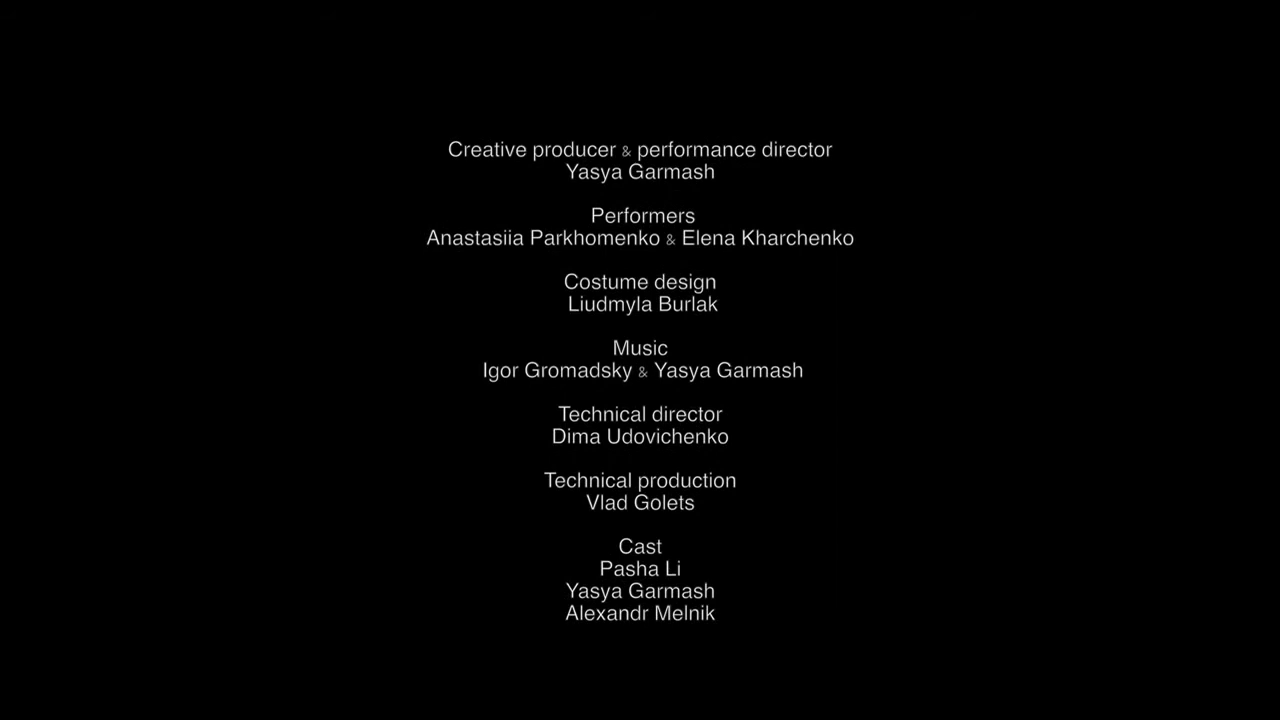 Creative producer & performance director
Yasya Garmash
Performers
Anastasiia Parkhomenko & Elena Kharchenko
Costume design
Liudmyla Burlak
Music
Igor Gromadsky & Yasya Garmash
Technical director
Dima Udovichenko
Technical production
Vlad Golets
Cast
Pasha Li
Yasya Garmash
Alexandr Melnik